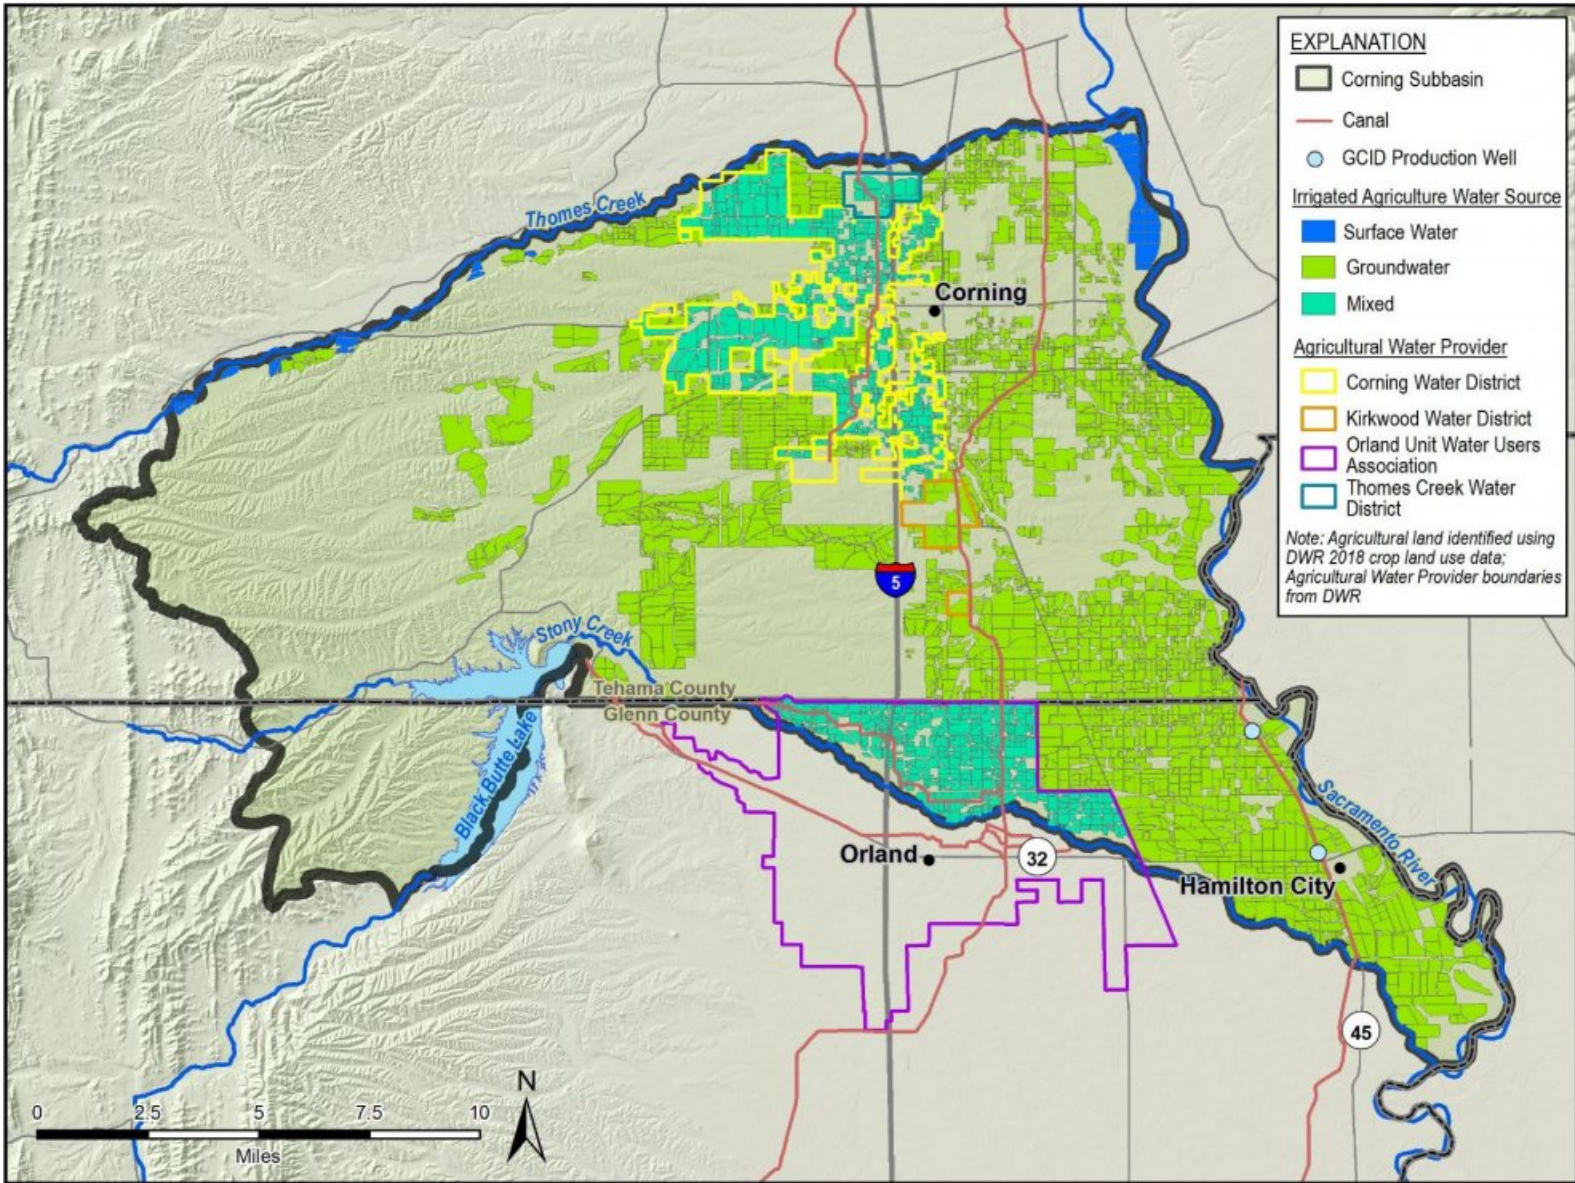 EXPLANATION
Corning Subbasin
Canal
GCID Production Well
Irrigated Agriculture Water Source
Surface Water
Groundwater
Mixed
Agricultural Water Provider
Corning Water District
Kirkwood Water District
Orland Unit Water Users
Association
Thomes Creek Water
District
Note: Agricultural land identified using
DWR 2018 crop land use data;
Agricultural Water Provider boundaries
from DWR
Thomes Creek
Corning
5
Stony Creek
Tehama County
Glenn County
Black Butte Lake
Sacramento River
Orland
32
Hamilton City
45
N
0 2.5 5 7.5 10
Miles